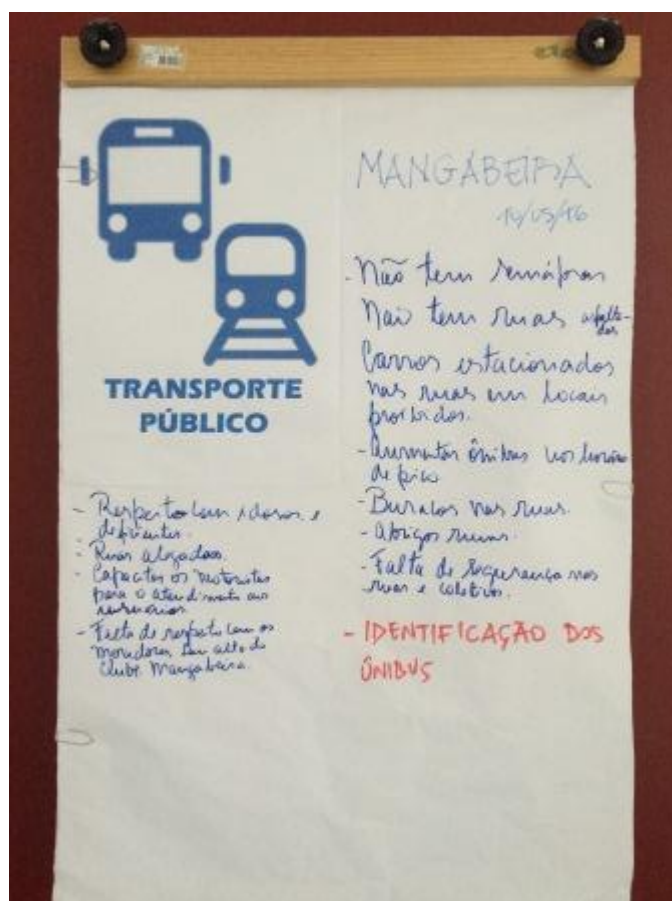 TRANSPORTE
PÚBLICO
MANGABEIRA
10/05/16
- Não tem semáforos
Não tem ruas asfalta-
das
Carros estacionados
nas ruas em locais
proibidos.
- Aumentar ônibus nos horários
de pico
- Buracos nas ruas.
- Abrigos ruins.
- Falta de segurança nas
ruas e coletivos.
- IDENTIFICAÇÃO DOS
ÔNIBUS
- Respeito com idosos e
deficientes.
- Ruas alagadas
- Capacitar os motoristas
para o atendimento aos
- Falta de respeito com os
moradores alto do
Clube Mangabeira.